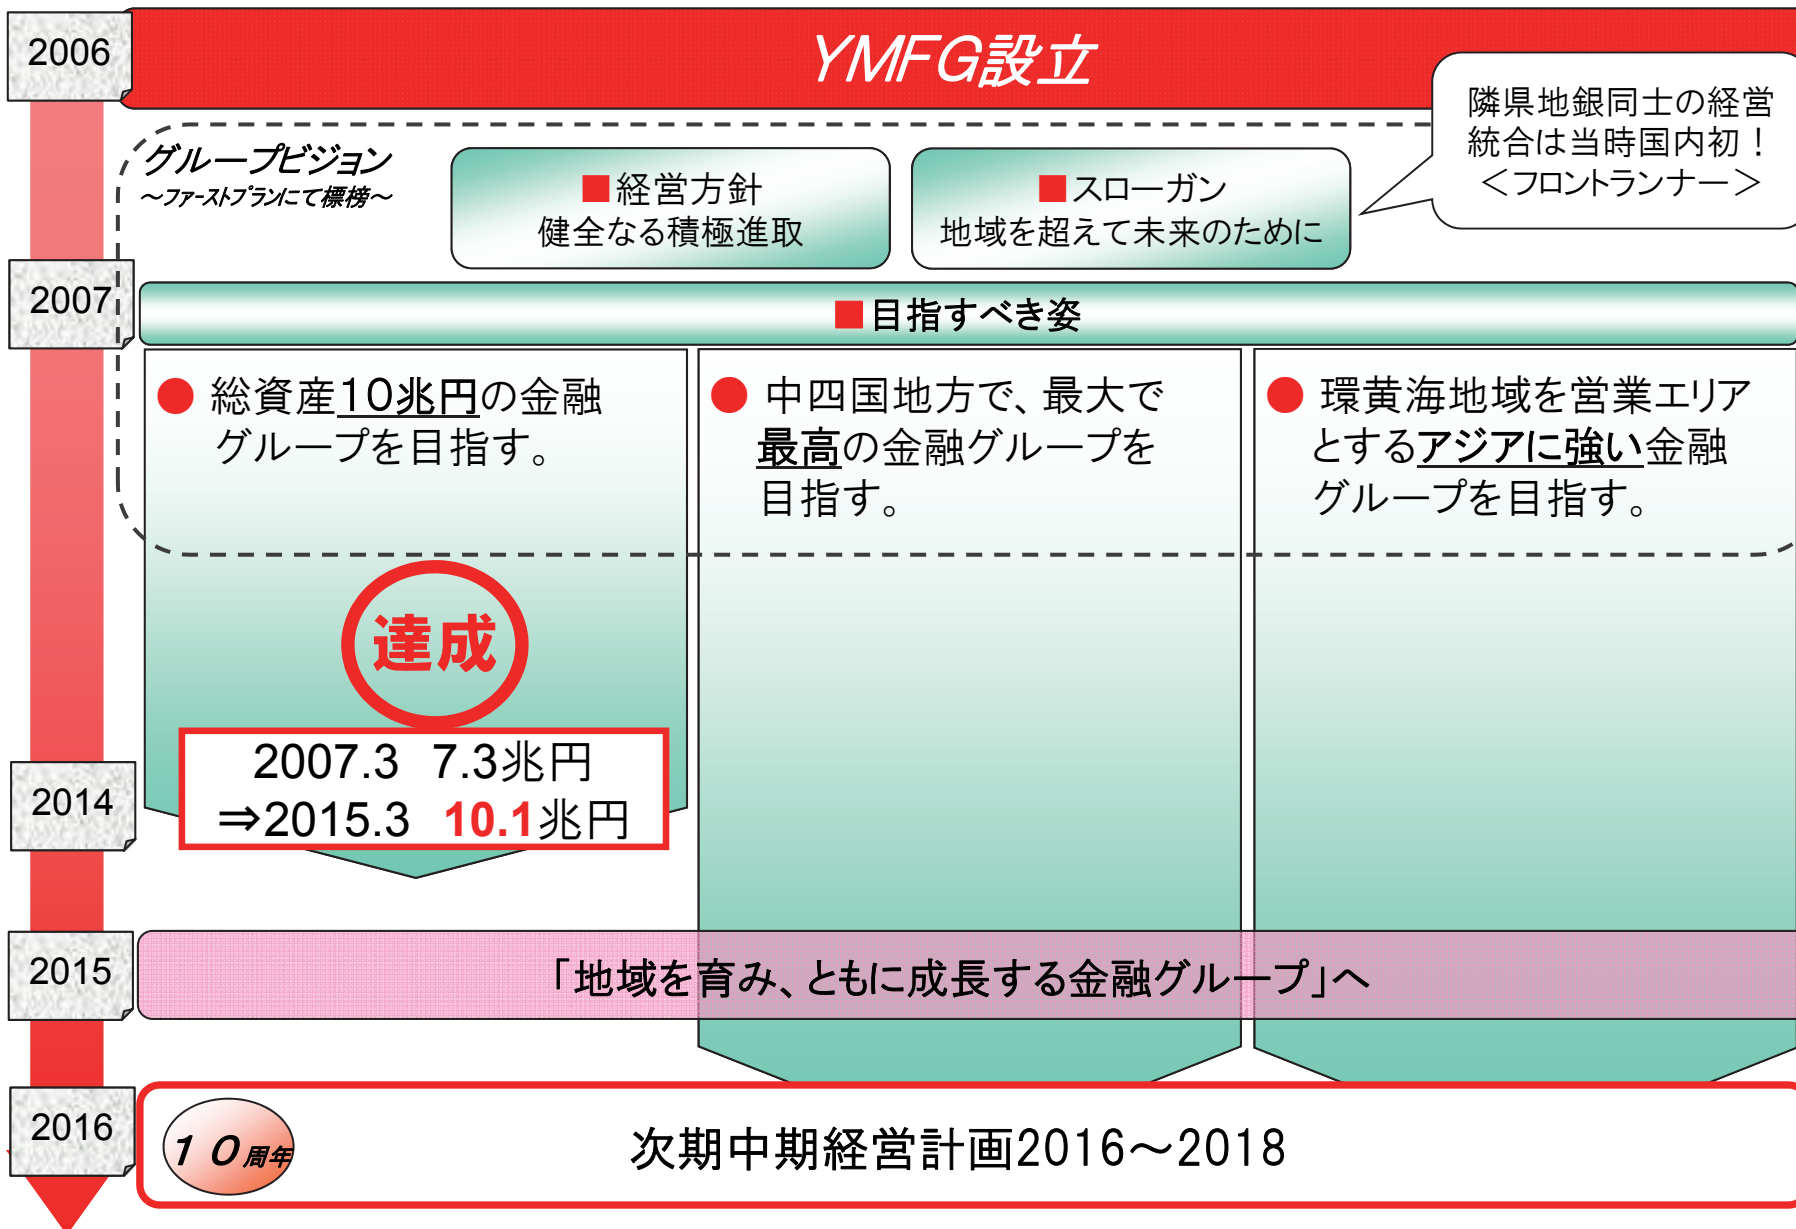 2006
YMFG設立
隣県地銀同士の経営
統合は当時国内初！
＜フロントランナー＞
グループビジョン
～ファーストプランにて標榜～
■経営方針
健全なる積極進取
■スローガン
地域を超えて未来のために
2007
■目指すべき姿
● 総資産10兆円の金融
グループを目指す。
● 中四国地方で、最大で
最高の金融グループを
目指す。
● 環黄海地域を営業エリア
とするアジアに強い金融
グループを目指す。
達成
2007.3 7.3兆円
⇒2015.3 10.1兆円
2014
2015
「地域を育み、ともに成長する金融グループ」へ
2016
10周年
次期中期経営計画2016～2018